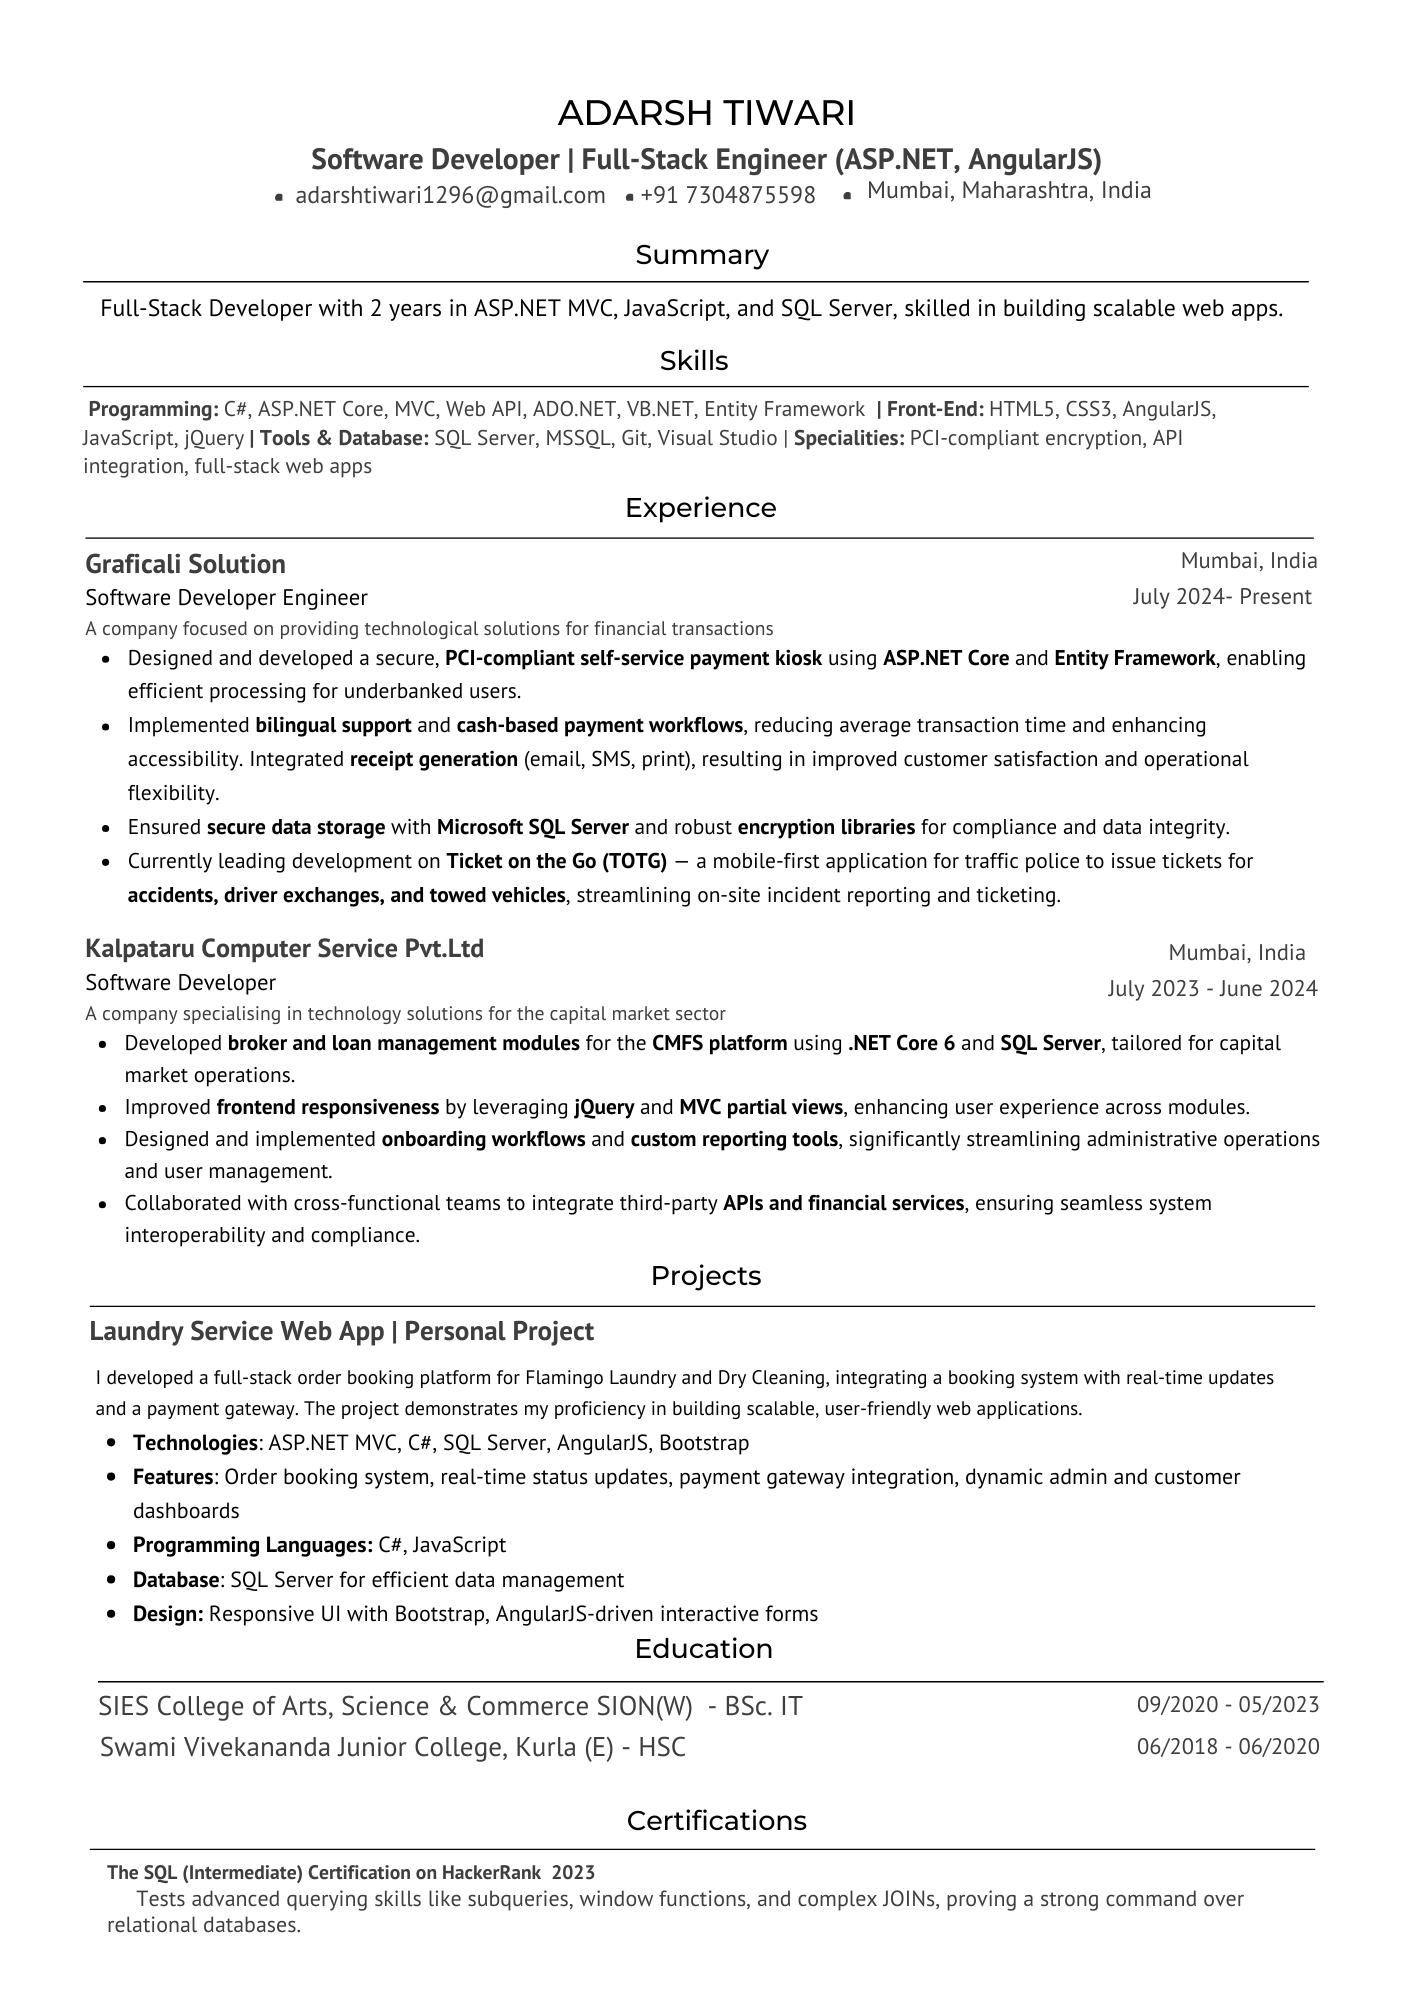 ADARSH TIWARI
Software Developer | Full-Stack Engineer (ASP.NET, AngularJS)
• adarshtiwari1296@gmail.com • +91 7304875598 • Mumbai, Maharashtra, India
Summary
Full-Stack Developer with 2 years in ASP.NET MVC, JavaScript, and SQL Server, skilled in building scalable web apps.
Skills
Programming: C#, ASP.NET Core, MVC, Web API, ADO.NET, VB.NET, Entity Framework | Front-End: HTML5, CSS3, AngularJS,
JavaScript, jQuery | Tools & Database: SQL Server, MSSQL, Git, Visual Studio | Specialities: PCI-compliant encryption, API
integration, full-stack web apps
Experience
Graficali Solution Mumbai, India
Software Developer Engineer July 2024- Present
A company focused on providing technological solutions for financial transactions
• Designed and developed a secure, PCI-compliant self-service payment kiosk using ASP.NET Core and Entity Framework, enabling
efficient processing for underbanked users.
• Implemented bilingual support and cash-based payment workflows, reducing average transaction time and enhancing
accessibility. Integrated receipt generation (email, SMS, print), resulting in improved customer satisfaction and operational
flexibility.
• Ensured secure data storage with Microsoft SQL Server and robust encryption libraries for compliance and data integrity.
• Currently leading development on Ticket on the Go (TOTG) — a mobile-first application for traffic police to issue tickets for
accidents, driver exchanges, and towed vehicles, streamlining on-site incident reporting and ticketing.
Kalpataru Computer Service Pvt.Ltd Mumbai, India
Software Developer July 2023 - June 2024
A company specialising in technology solutions for the capital market sector
• Developed broker and loan management modules for the CMFS platform using .NET Core 6 and SQL Server, tailored for capital
market operations.
• Improved frontend responsiveness by leveraging jQuery and MVC partial views, enhancing user experience across modules.
• Designed and implemented onboarding workflows and custom reporting tools, significantly streamlining administrative operations
and user management.
• Collaborated with cross-functional teams to integrate third-party APIs and financial services, ensuring seamless system
interoperability and compliance.
Projects
Laundry Service Web App | Personal Project
I developed a full-stack order booking platform for Flamingo Laundry and Dry Cleaning, integrating a booking system with real-time updates
and a payment gateway. The project demonstrates my proficiency in building scalable, user-friendly web applications.
• Technologies: ASP.NET MVC, C#, SQL Server, AngularJS, Bootstrap
• Features: Order booking system, real-time status updates, payment gateway integration, dynamic admin and customer
dashboards
• Programming Languages: C#, JavaScript
• Database: SQL Server for efficient data management
• Design: Responsive UI with Bootstrap, AngularJS-driven interactive forms
Education
SIES College of Arts, Science & Commerce SION(W) - BSc. IT 09/2020 - 05/2023
Swami Vivekananda Junior College, Kurla (E) - HSC 06/2018 - 06/2020
Certifications
The SQL (Intermediate) Certification on HackerRank 2023
Tests advanced querying skills like subqueries, window functions, and complex JOINs, proving a strong command over
relational databases.